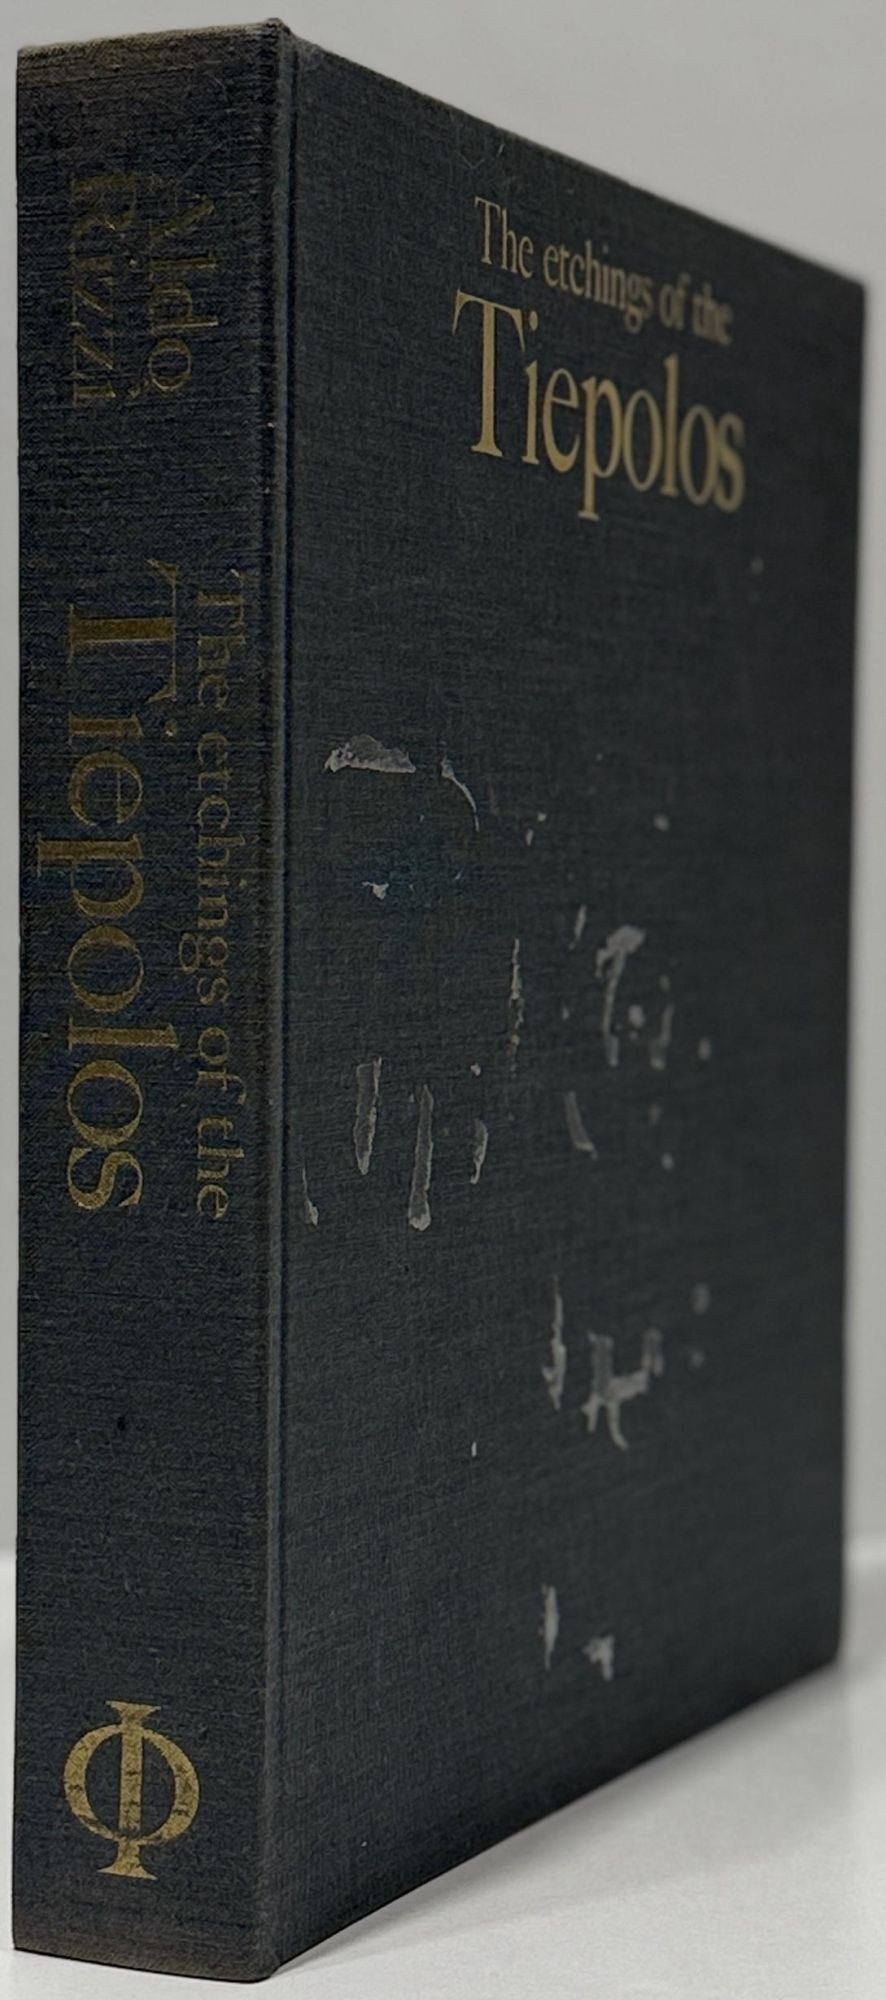 Aldo
Rizzi
The etchings of the
Tiepolos
Φ
The etchings of the
Tiepolos